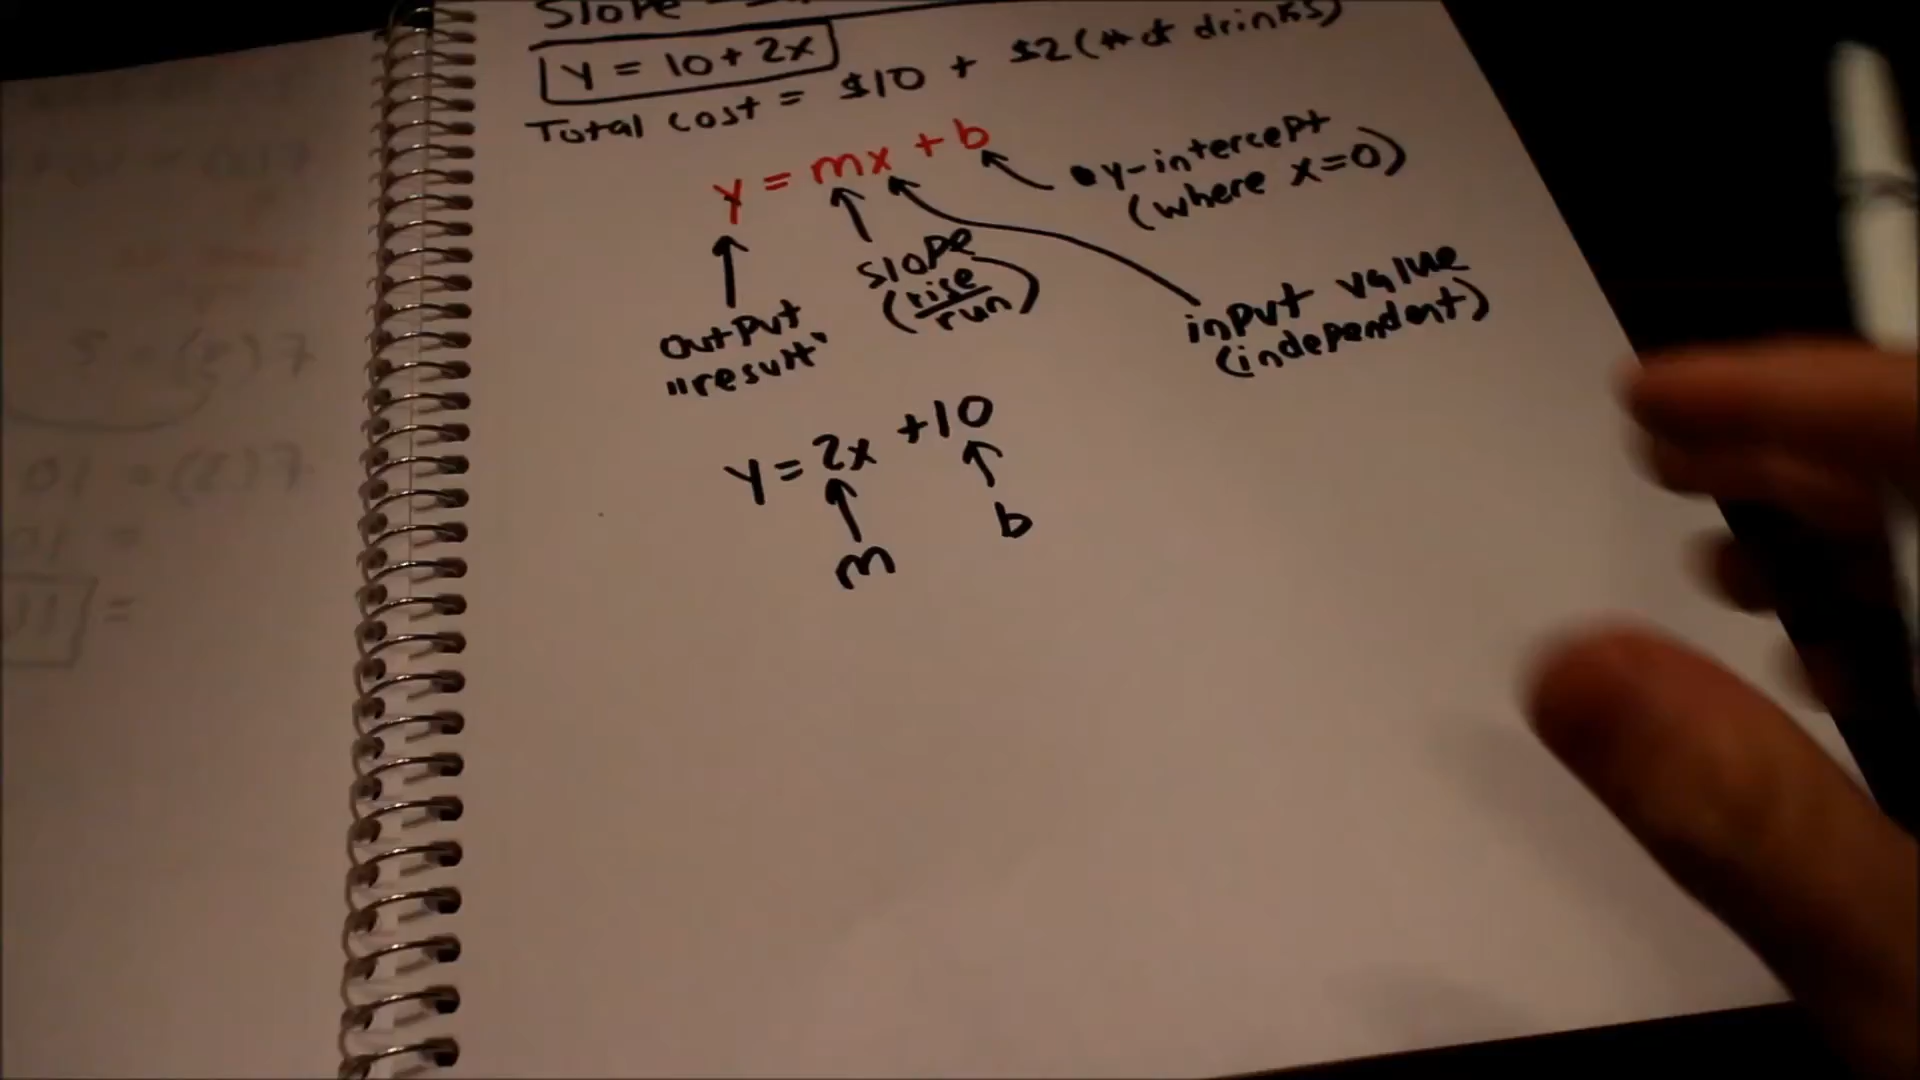 Slope
y = 10 + 2x
Total cost = $10 + $2 (# of drinks)
y = mx + b
y-intercept
(where x=0)
slope
(rise
run)
input value
(independent)
output
"result"
y = 2x + 10
m
b